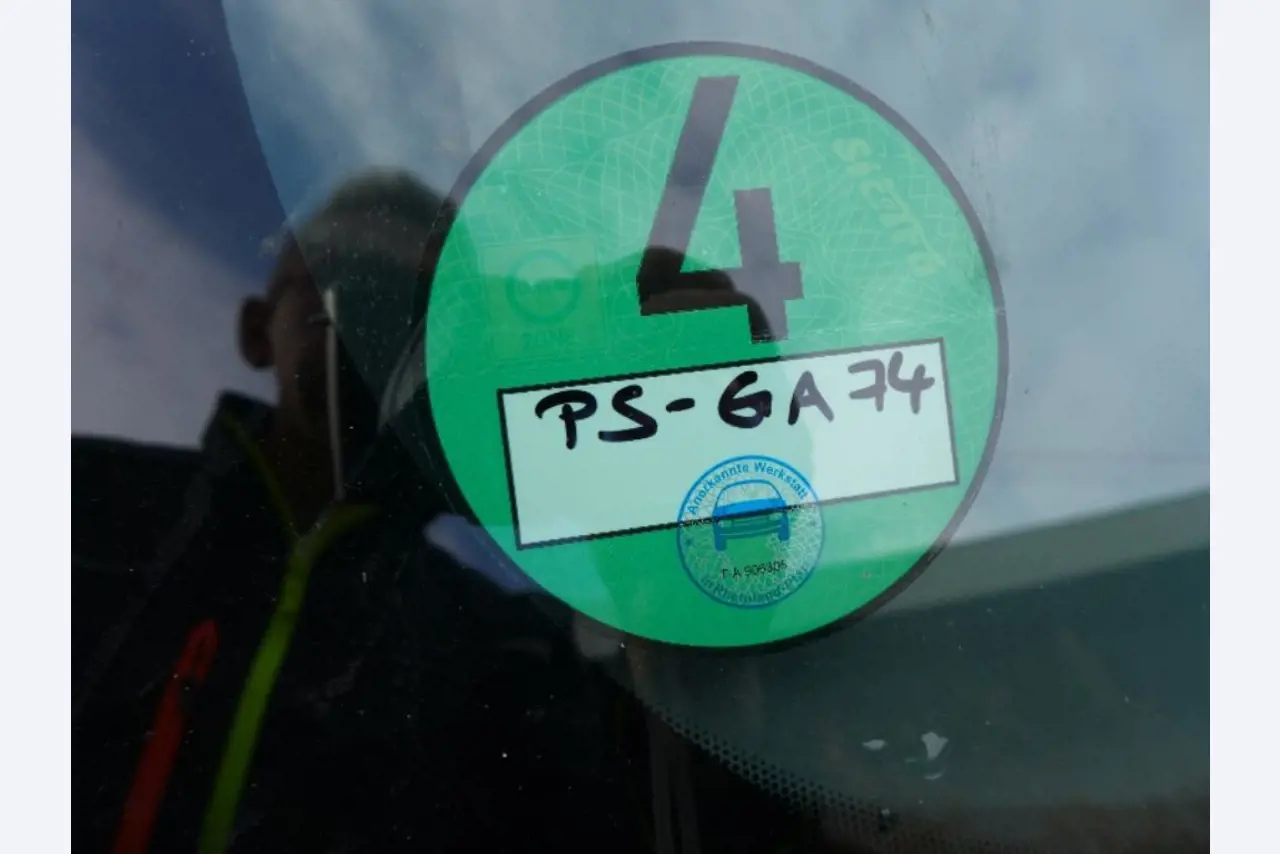 4
PS-GA 74
Anerkannte Werkstatt